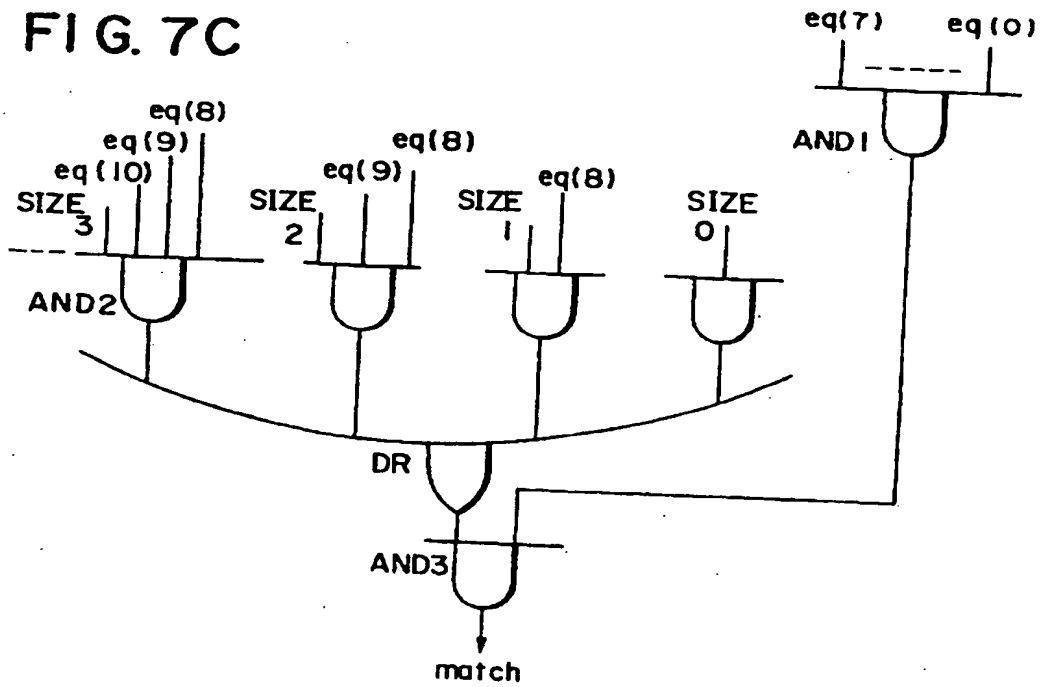 FIG. 7C
eq(7) eq(0)
AND1
eq(8)
eq(9)
eq(10)
SIZE
3
eq(8)
eq(9)
SIZE
2
eq(8)
SIZE
1
SIZE
0
AND2
DR
AND3
match